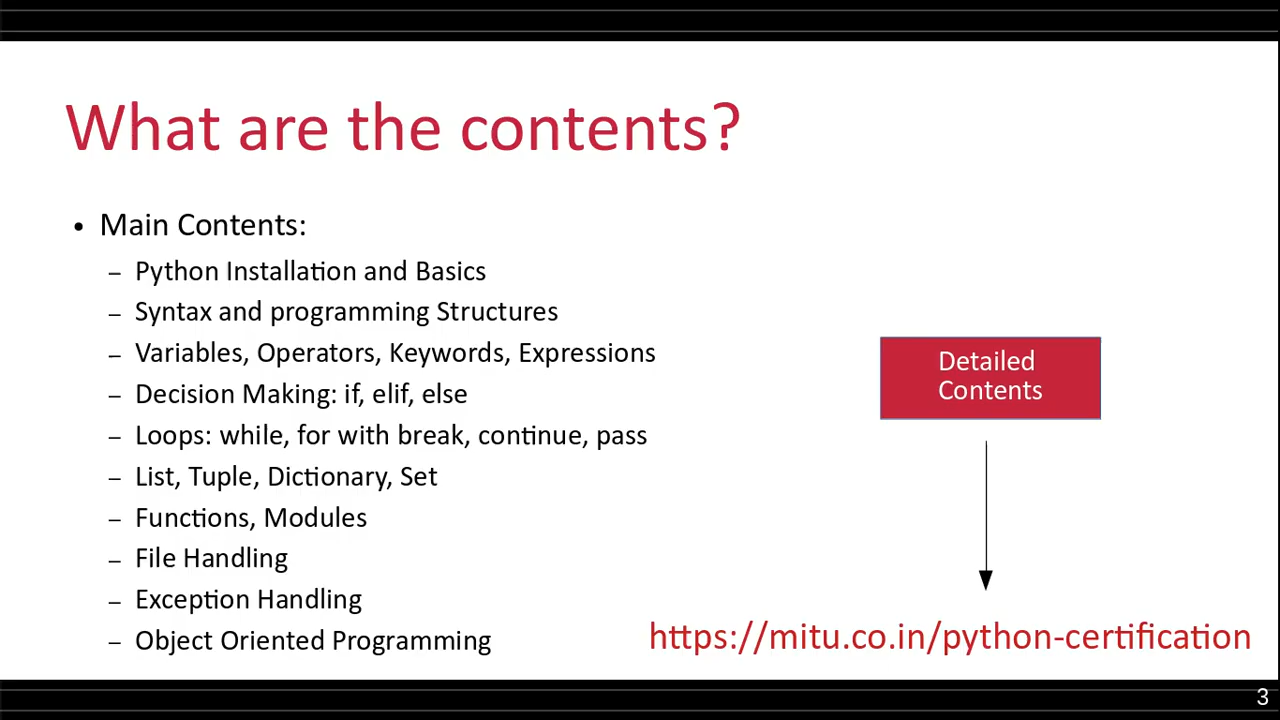 What are the contents?
• Main Contents:
– Python Installation and Basics
– Syntax and programming Structures
– Variables, Operators, Keywords, Expressions
– Decision Making: if, elif, else
– Loops: while, for with break, continue, pass
– List, Tuple, Dictionary, Set
– Functions, Modules
– File Handling
– Exception Handling
– Object Oriented Programming
Detailed
Contents
https://mitu.co.in/python-certification
3